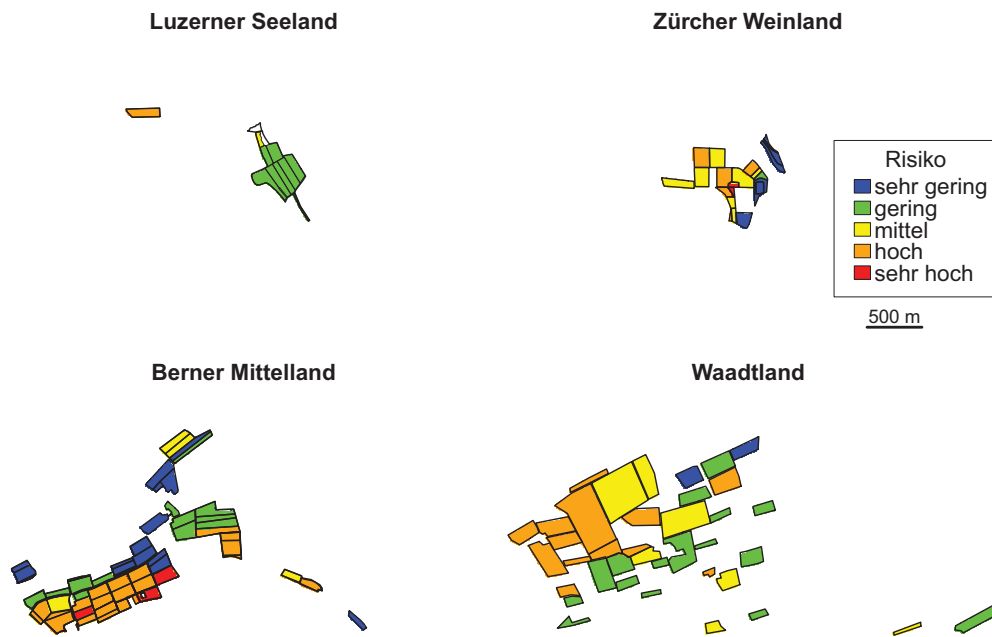 Luzerner Seeland
Zürcher Weinland
Risiko
sehr gering
gering
mittel
hoch
sehr hoch
500 m
Berner Mittelland
Waadtland